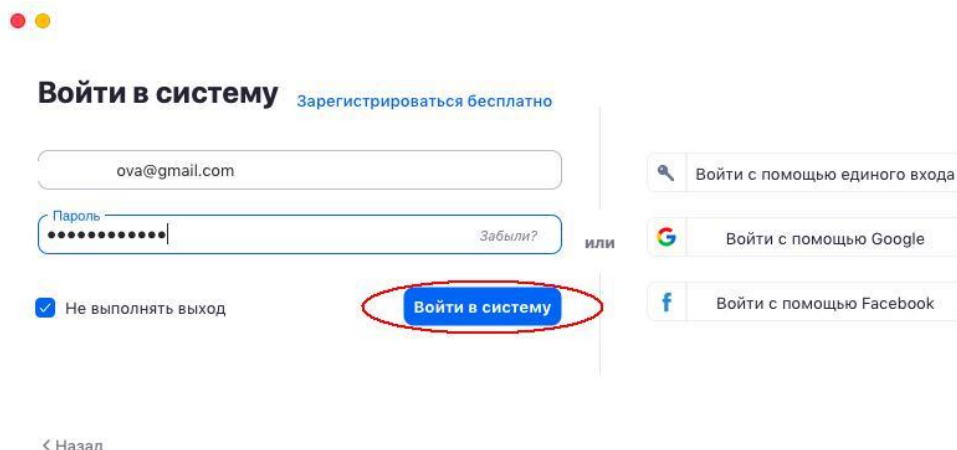 Войти в систему Зарегистрироваться бесплатно
ova@gmail.com
Пароль
●●●●●●●●●●●● Забыли?
Не выполнять выход
Войти в систему
или
Войти с помощью единого входа
Войти с помощью Google
Войти с помощью Facebook
< Назад